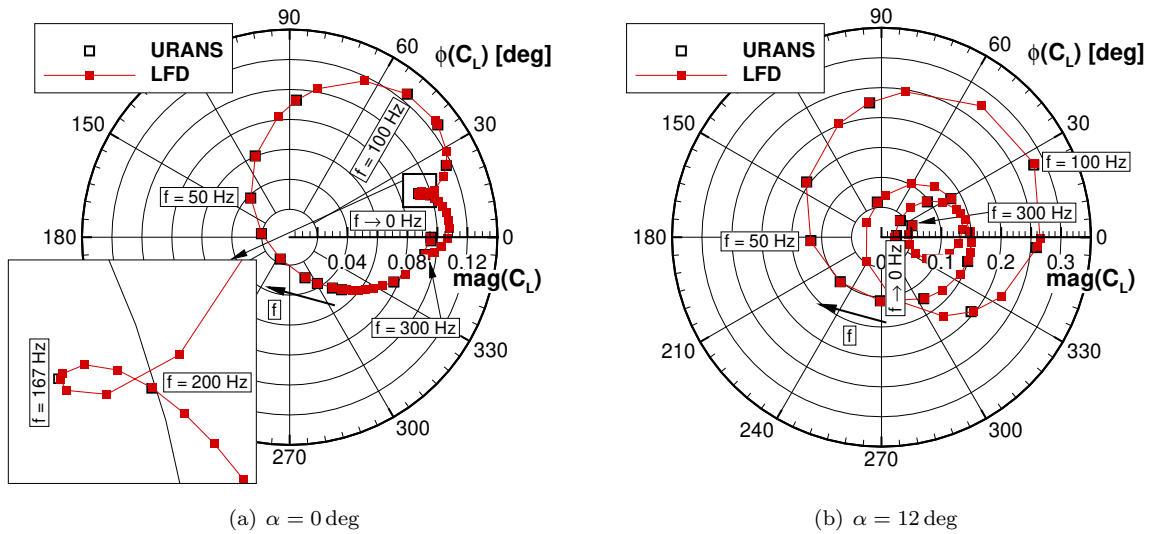 90
90
URANS
LFD
60
ϕ(C_L) [deg]
URANS
LFD
60
ϕ(C_L) [deg]
150
30
150
30
f = 100 Hz
f = 100 Hz
f = 50 Hz
f → 0 Hz
f = 300 Hz
180
0
180
f = 50 Hz
0
0.04
0.08
0.12
mag(C_L)
0.1
0.2
0.3
mag(C_L)
f → 0 Hz
f
f = 300 Hz
330
210
f
330
f = 167 Hz
f = 200 Hz
300
240
300
270
270
(a) α = 0 deg
(b) α = 12 deg